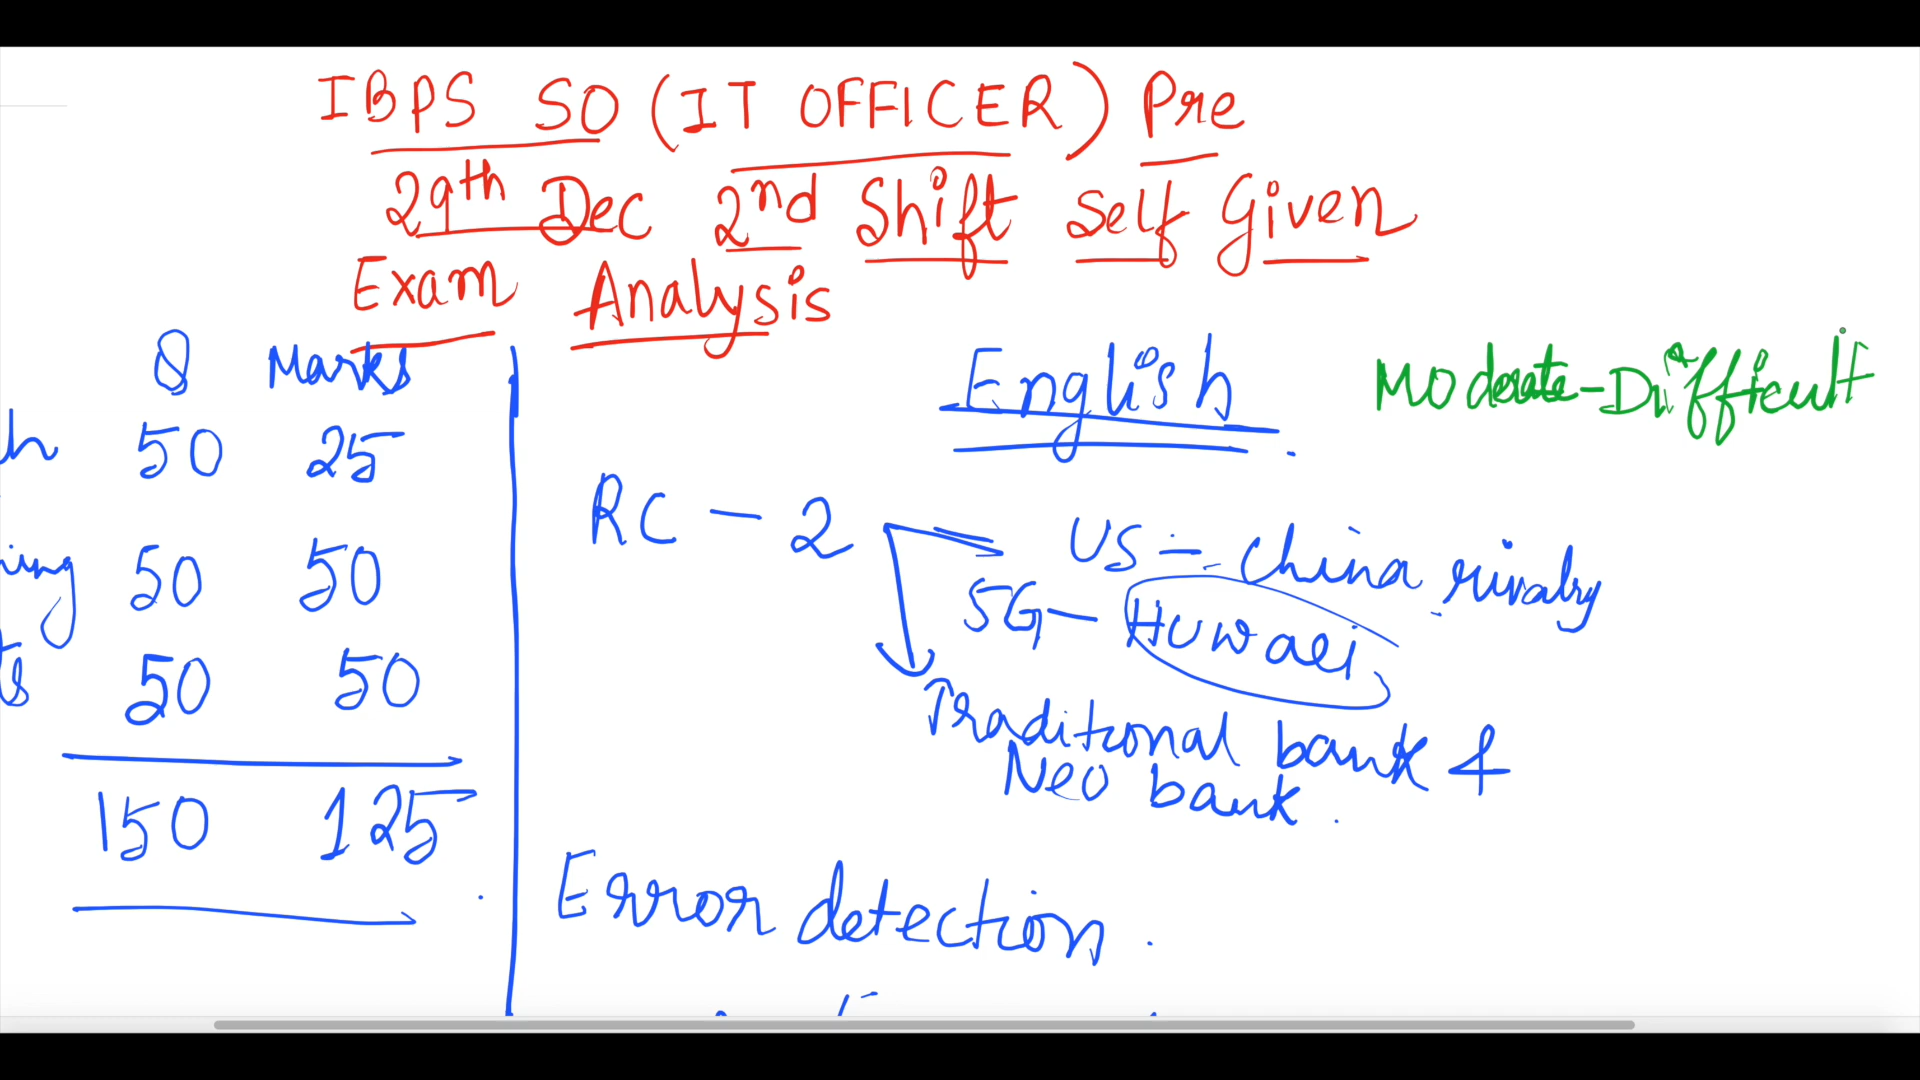 IBPS SO (IT OFFICER) Pre
29th Dec 2nd Shift Self Given
Exam Analysis
Q Marks
h 50 25
ing 50 50
ts 50 50
150 125
English Moderate-Difficult
RC - 2
US - China rivalry
5G - Huwaei
Traditional bank &
Neo bank.
Error detection.